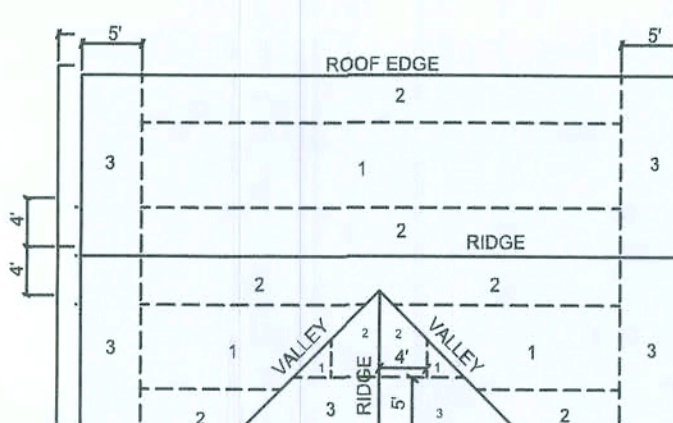 5' 5'
ROOF EDGE
2
3 1 3
4'
2 RIDGE
4'
2 2
3 1 VALLEY 2 2 VALLEY 1 3
4'
1 1
RIDGE
2 3 5' 3 2